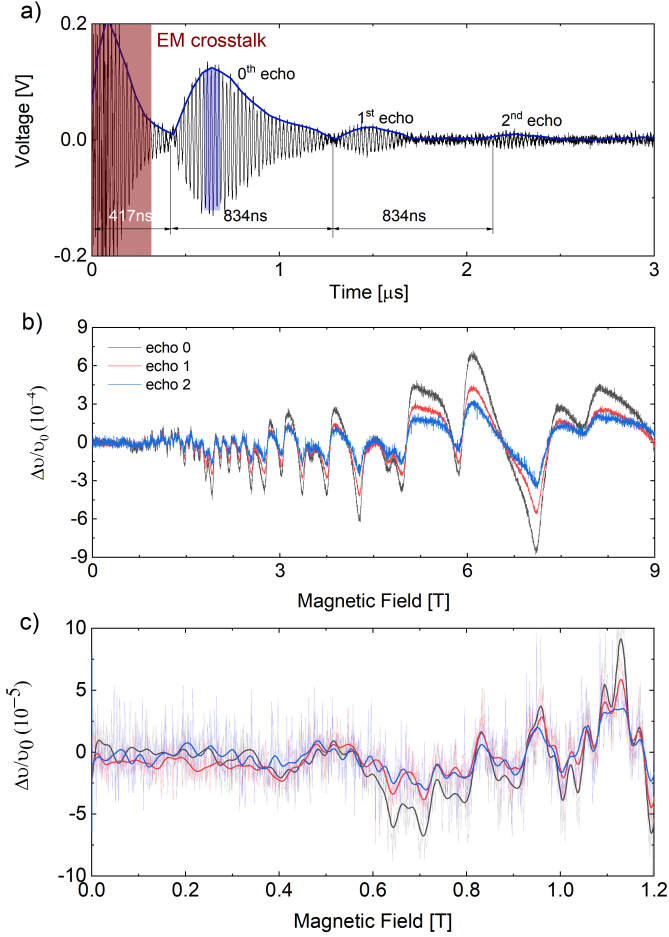 a)
0.2
0.0
-0.2
Voltage [V]
EM crosstalk
0th echo
1st echo
2nd echo
417ns
834ns
834ns
0
1
2
3
Time [μs]
b)
9
6
3
0
-3
-6
-9
Δυ/υ0 (10−4)
echo 0
echo 1
echo 2
0
3
6
9
Magnetic Field [T]
c)
10
5
0
-5
-10
Δυ/υ0 (10−5)
0.0
0.2
0.4
0.6
0.8
1.0
1.2
Magnetic Field [T]